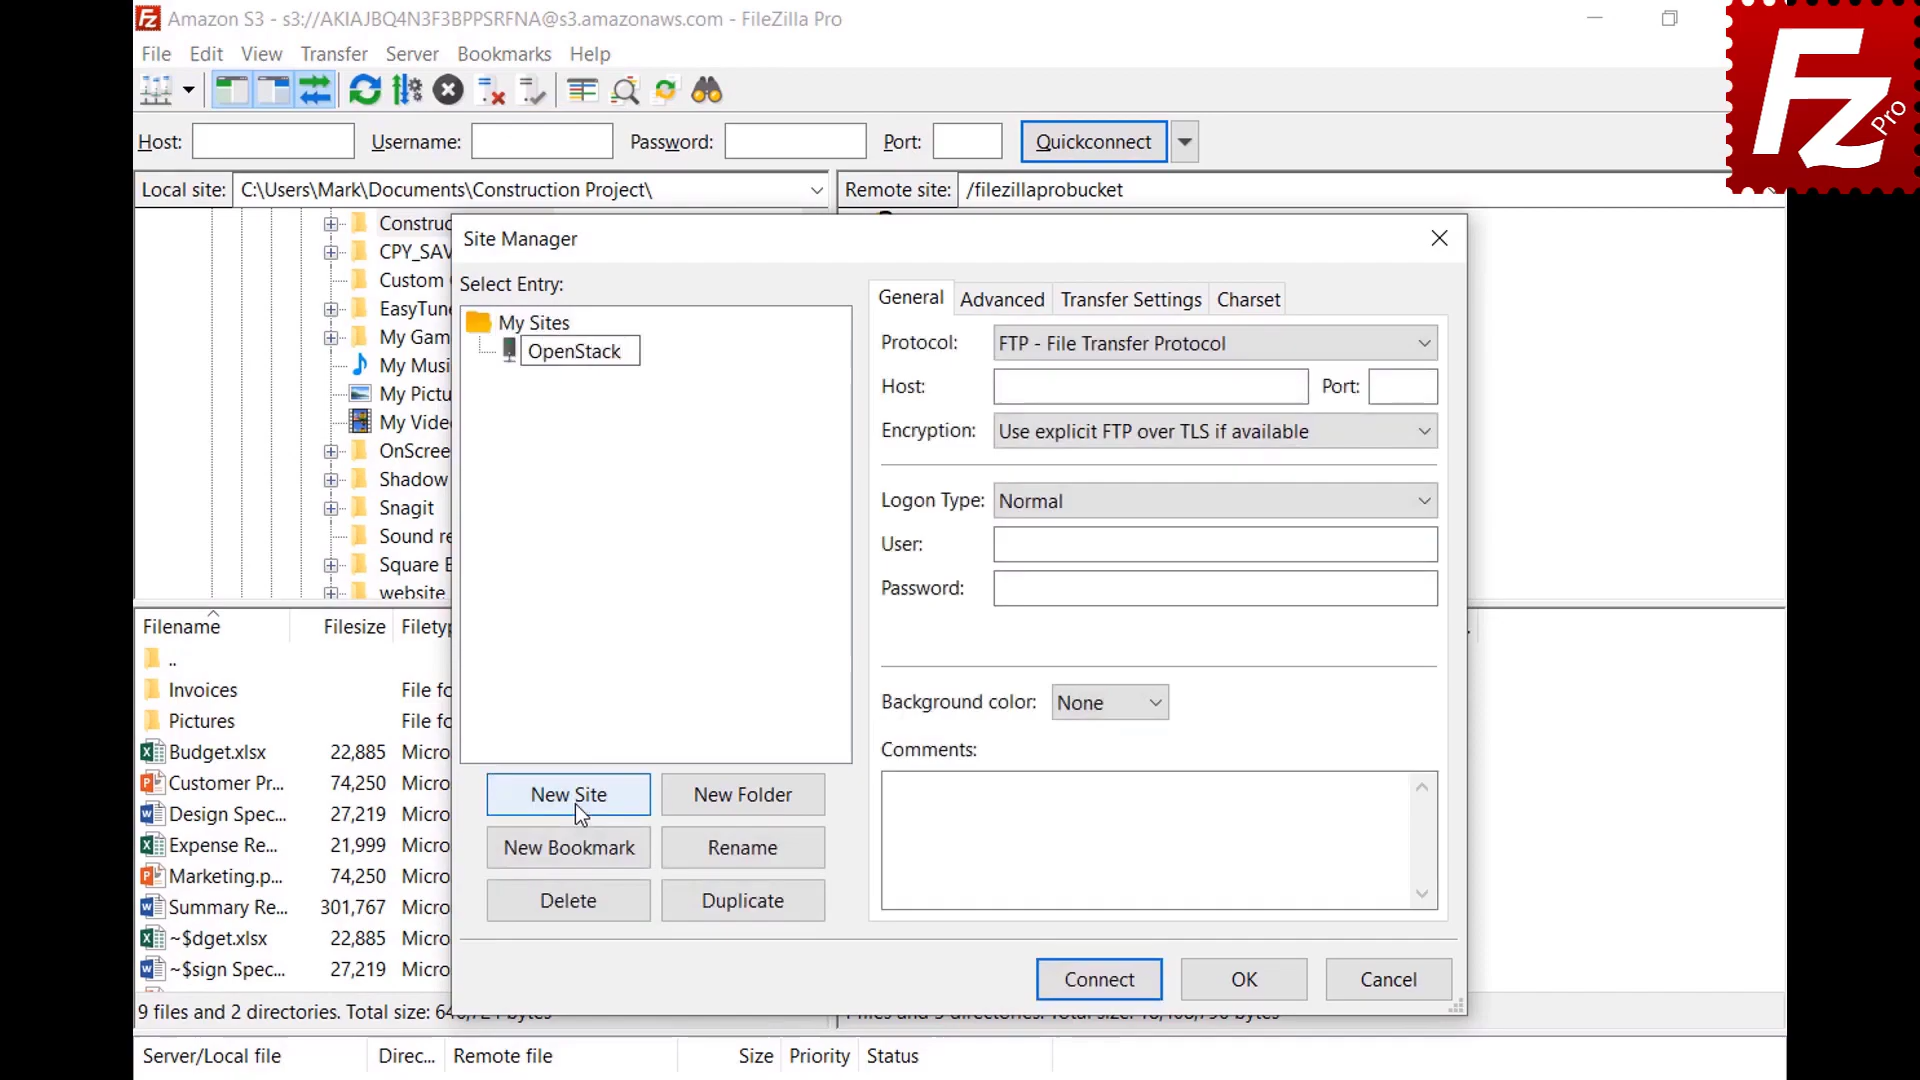 Amazon S3 - s3://AKIAJBQ4N3F3BPPSRFNA@s3.amazonaws.com - FileZilla Pro
File Edit View Transfer Server Bookmarks Help
Host: Username: Password: Port: Quickconnect
Local site: C:\Users\Mark\Documents\Construction Project\
Remote site: /filezillaprobucket
FZ Pro
Construc
CPY_SAV
Custom
EasyTune
My Gam
My Musi
My Pictu
My Vide
OnScree
Shadow
Snagit
Sound re
Square E
website
Site Manager
Select Entry:
My Sites
OpenStack
New Site New Folder
New Bookmark Rename
Delete Duplicate
General Advanced Transfer Settings Charset
Protocol: FTP - File Transfer Protocol
Host: Port:
Encryption: Use explicit FTP over TLS if available
Logon Type: Normal
User:
Password:
Background color: None
Comments:
Connect OK Cancel
Filename Filesize Filetyp
..
Invoices File fo
Pictures File fo
Budget.xlsx 22,885 Micro
Customer Pr... 74,250 Micro
Design Spec... 27,219 Micro
Expense Re... 21,999 Micro
Marketing.p... 74,250 Micro
Summary Re... 301,767 Micro
~$dget.xlsx 22,885 Micro
~$sign Spec... 27,219 Micro
9 files and 2 directories. Total size: bytes
Server/Local file Direc... Remote file Size Priority Status